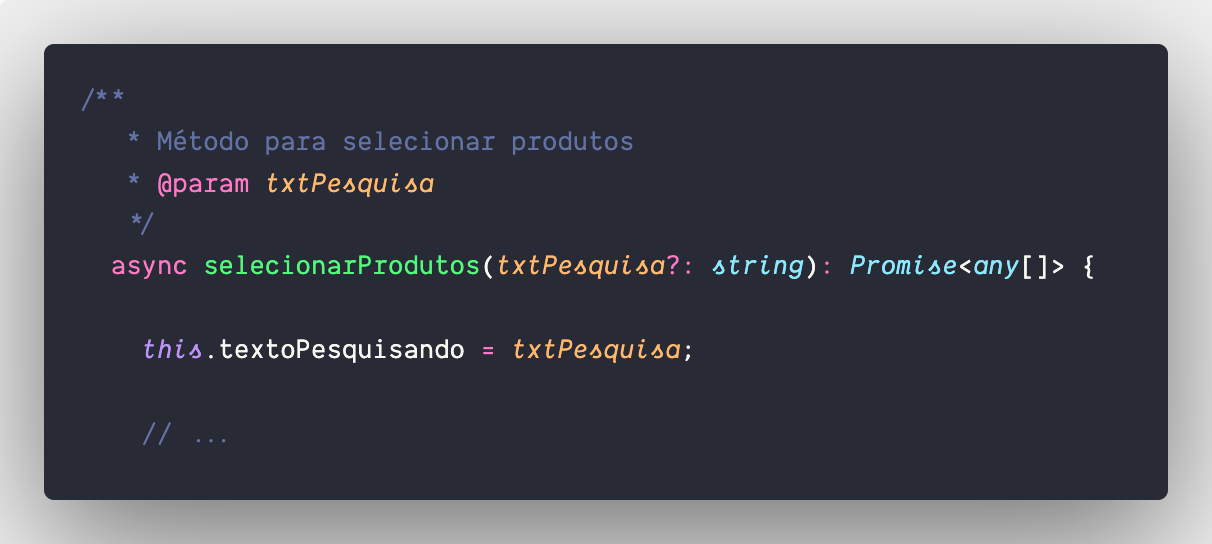 /**
* Método para selecionar produtos
* @param txtPesquisa
*/
async selecionarProdutos(txtPesquisa?: string): Promise<any[]> {
this.textoPesquisando = txtPesquisa;
// ...